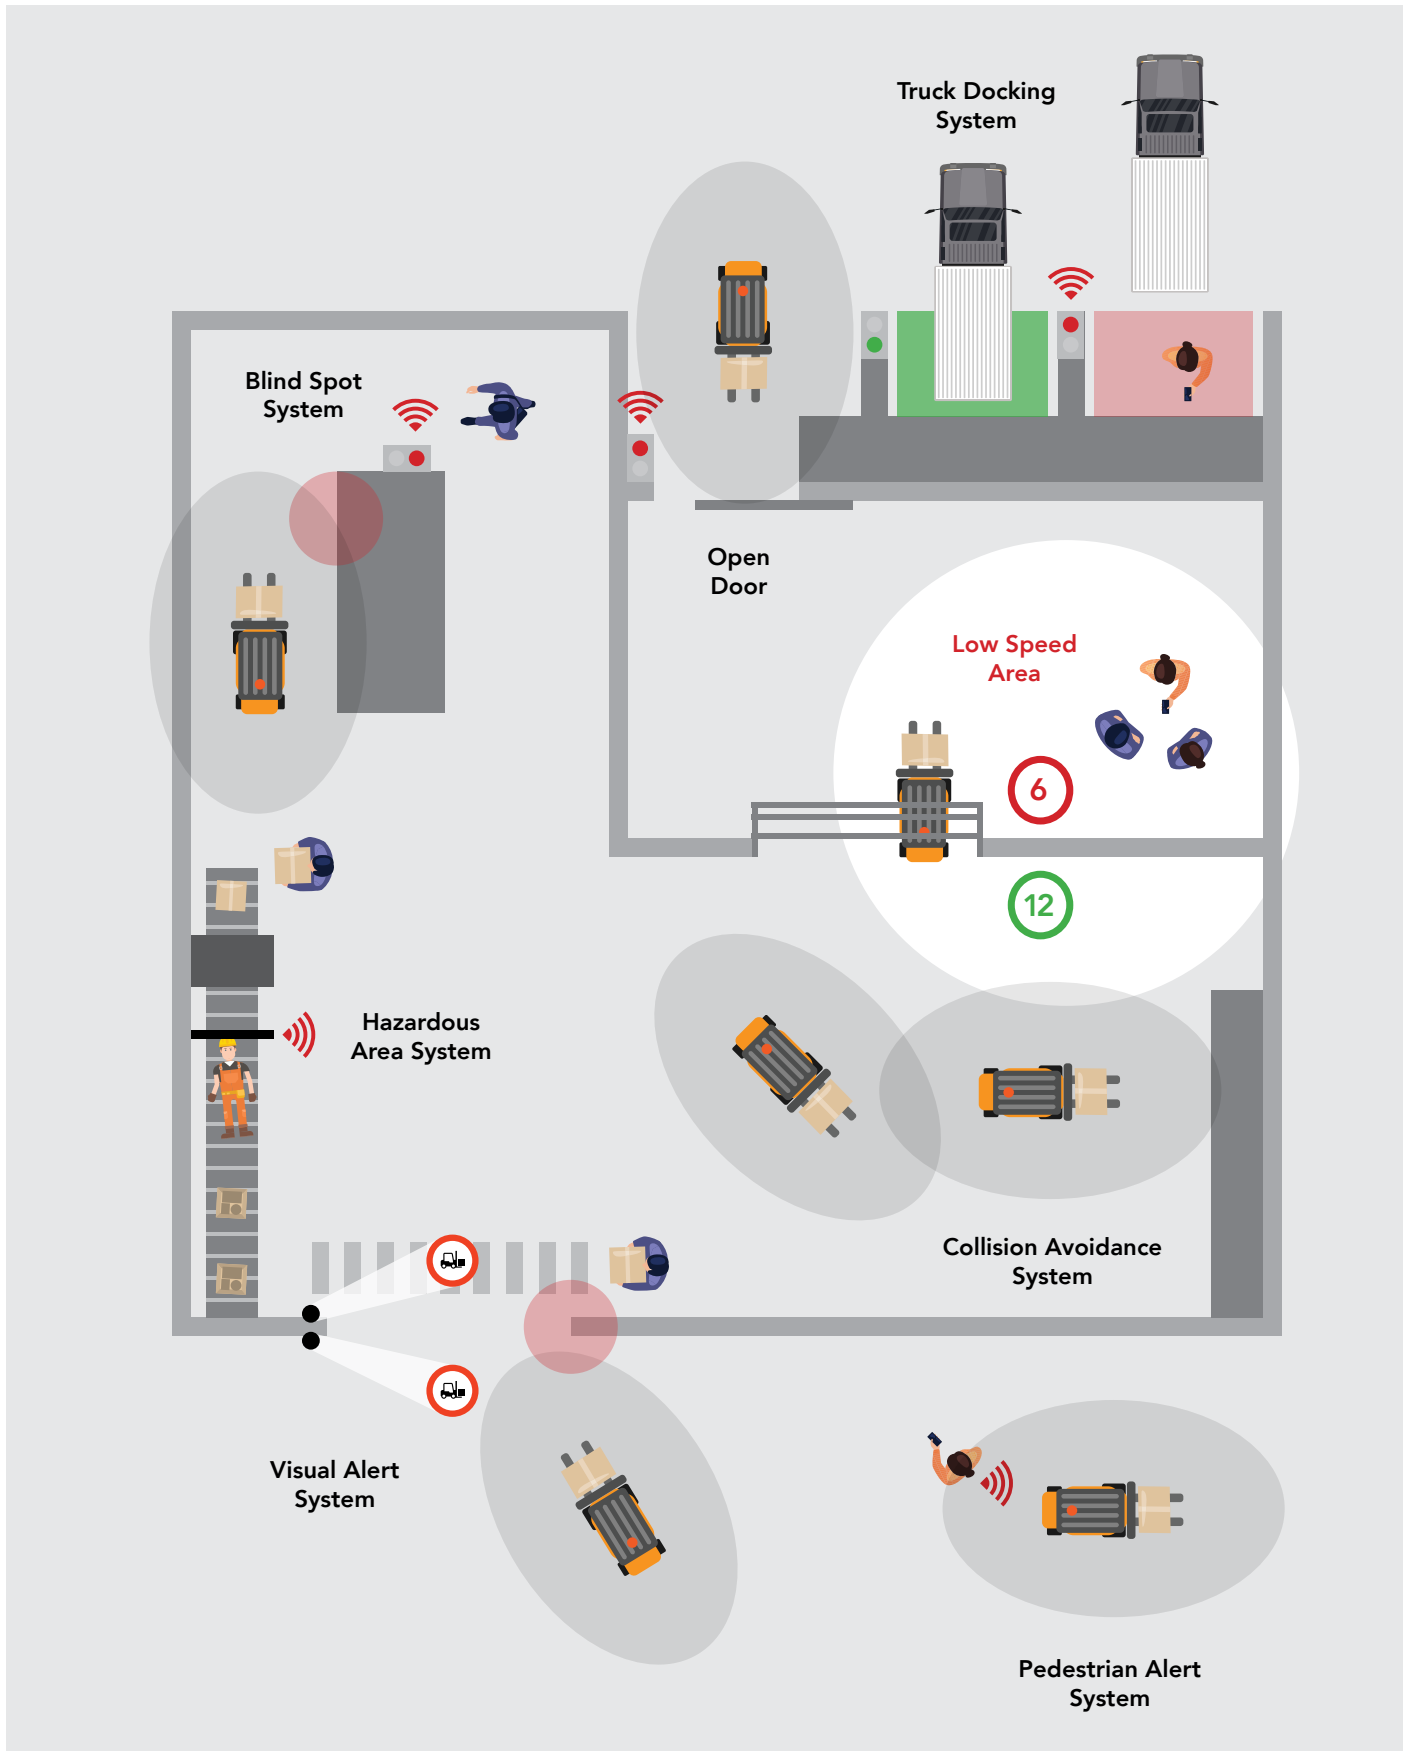 Truck Docking
System
Blind Spot
System
Open
Door
Low Speed
Area
6
12
Hazardous
Area System
Collision Avoidance
System
Visual Alert
System
Pedestrian Alert
System